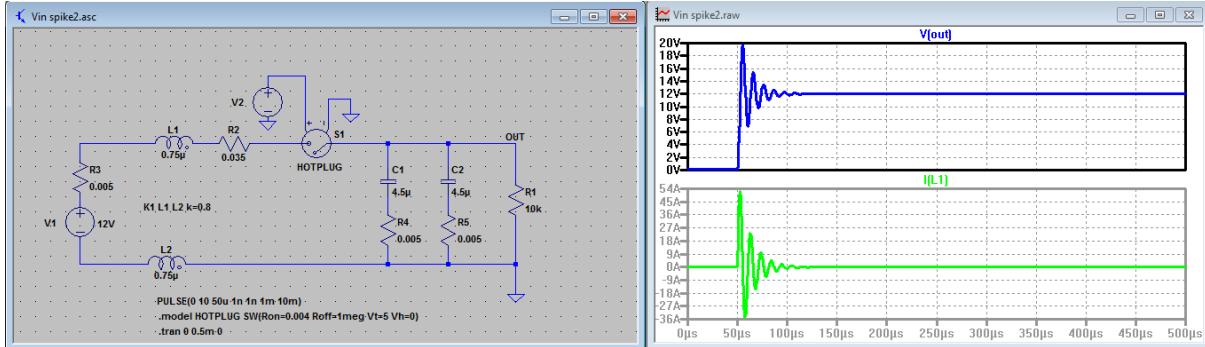 Vin spike2.asc
V2
L1
0.75µ
R2
0.035
S1
HOTPLUG
OUT
R3
0.005
C1
4.5µ
C2
4.5µ
R1
10k
K1 L1 L2 k=0.8
V1
12V
R4
0.005
R5
0.005
L2
0.75µ
PULSE(0 10 50u 1n 1n 1m 10m)
.model HOTPLUG SW(Ron=0.004 Roff=1meg Vt=5 Vh=0)
.tran 0 0.5m 0
Vin spike2.raw
V(out)
20V
18V
16V
14V
12V
10V
8V
6V
4V
2V
0V
I(L1)
54A
45A
36A
27A
18A
9A
0A
-9A
-18A
-27A
-36A
0µs 50µs 100µs 150µs 200µs 250µs 300µs 350µs 400µs 450µs 500µs